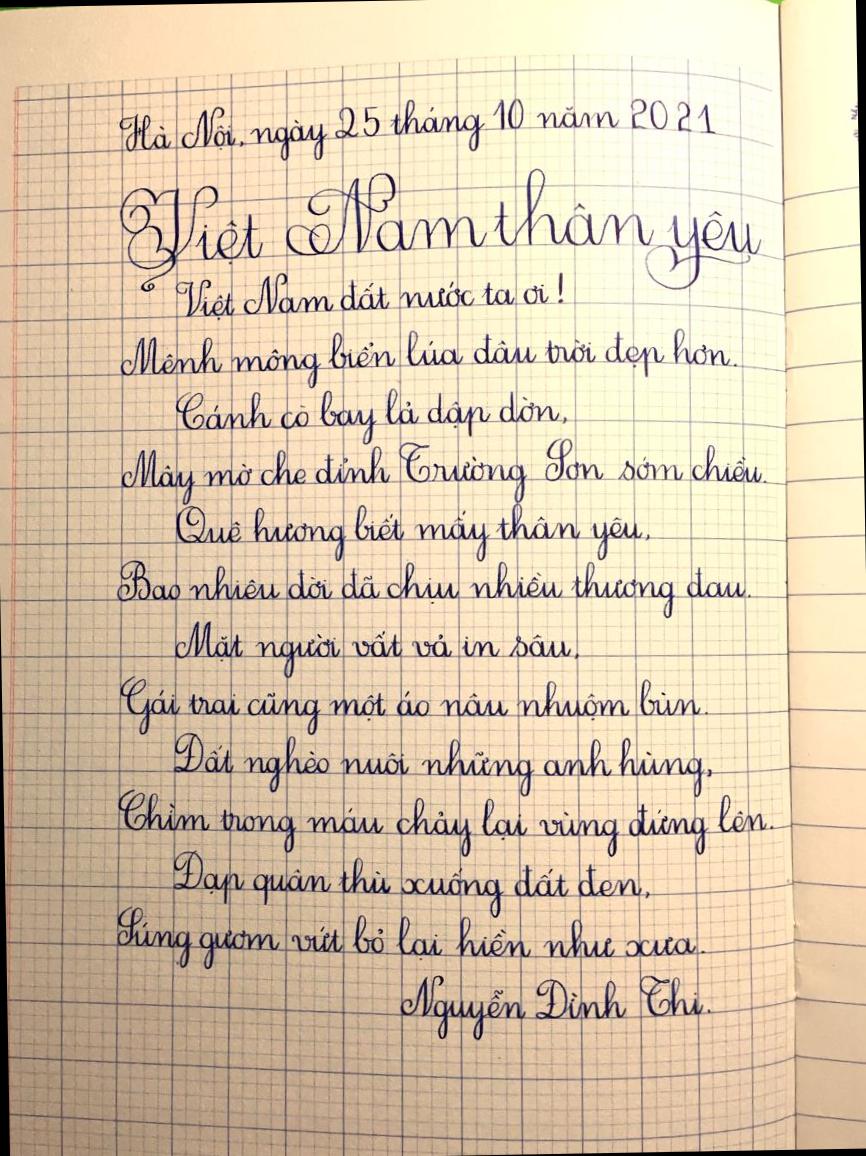 Hà Nội, ngày 25 tháng 10 năm 2021
Việt Nam thân yêu
Việt Nam đất nước ta ơi!
Mênh mông biển lúa đâu trời đẹp hơn.
Cánh cò bay lả dập dờn,
Mây mờ che đỉnh Trường Sơn sớm chiều.
Quê hương biết mấy thân yêu,
Bao nhiêu đời đã chịu nhiều thương đau.
Mặt người vất vả in sâu,
Gái trai cũng một áo nâu nhuộm bùn.
Đất nghèo nuôi những anh hùng,
Chìm trong máu chảy lại vùng đứng lên.
Đạp quân thù xuống đất đen,
Súng gươm vứt bỏ lại hiền như xưa.
Nguyễn Đình Thi.